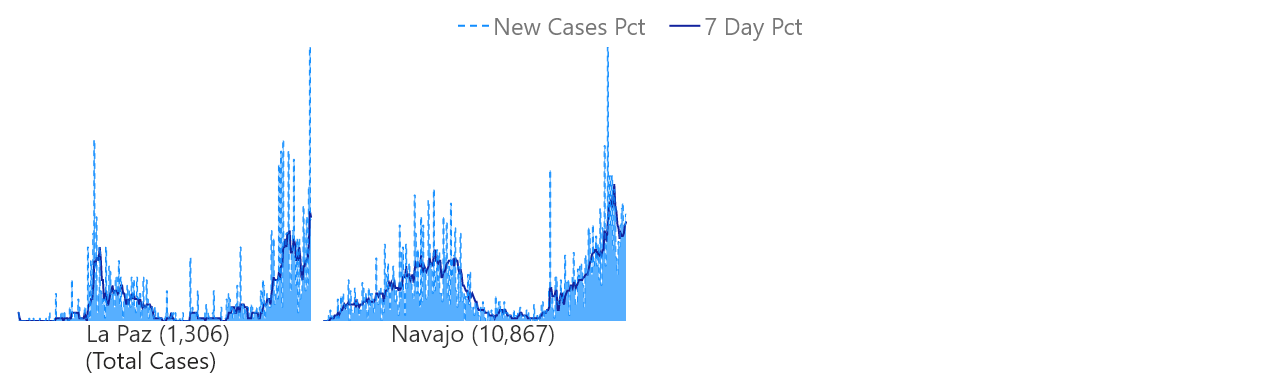 New Cases Pct 7 Day Pct
La Paz (1,306) Navajo (10,867)
(Total Cases)